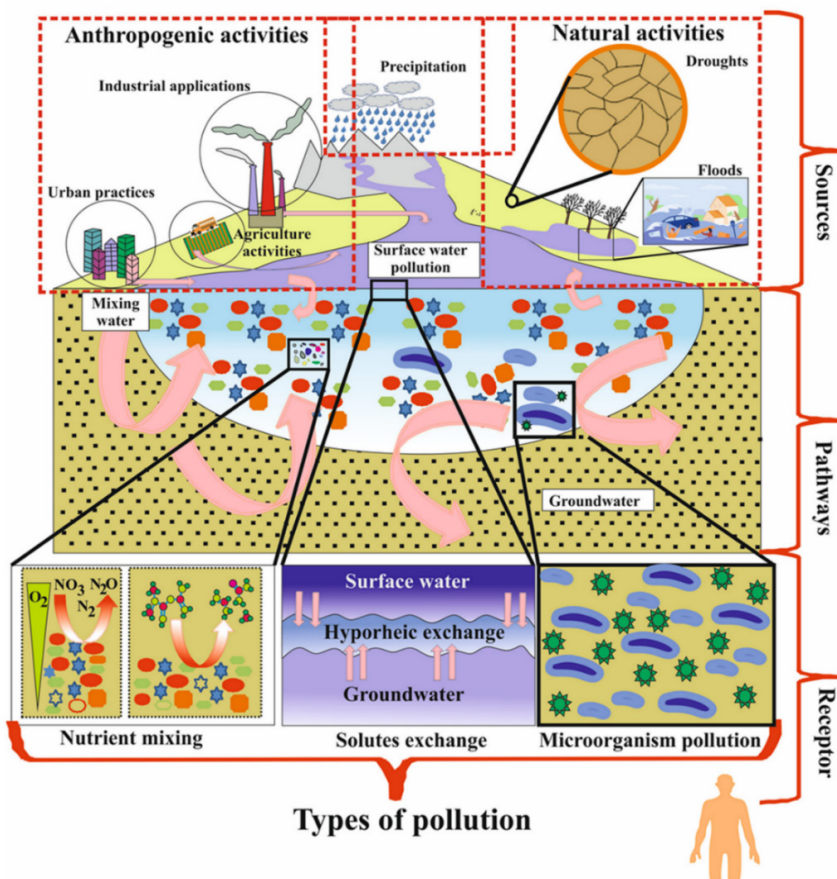 Anthropogenic activities
Natural activities
Industrial applications
Precipitation
Droughts
Urban practices
Agriculture
activities
Floods
Surface water
pollution
Mixing
water
Groundwater
Sources
Pathways
Receptor
O2
NO3 N2O
N2
Surface water
Hyporheic exchange
Groundwater
Nutrient mixing
Solutes exchange
Microorganism pollution
Types of pollution